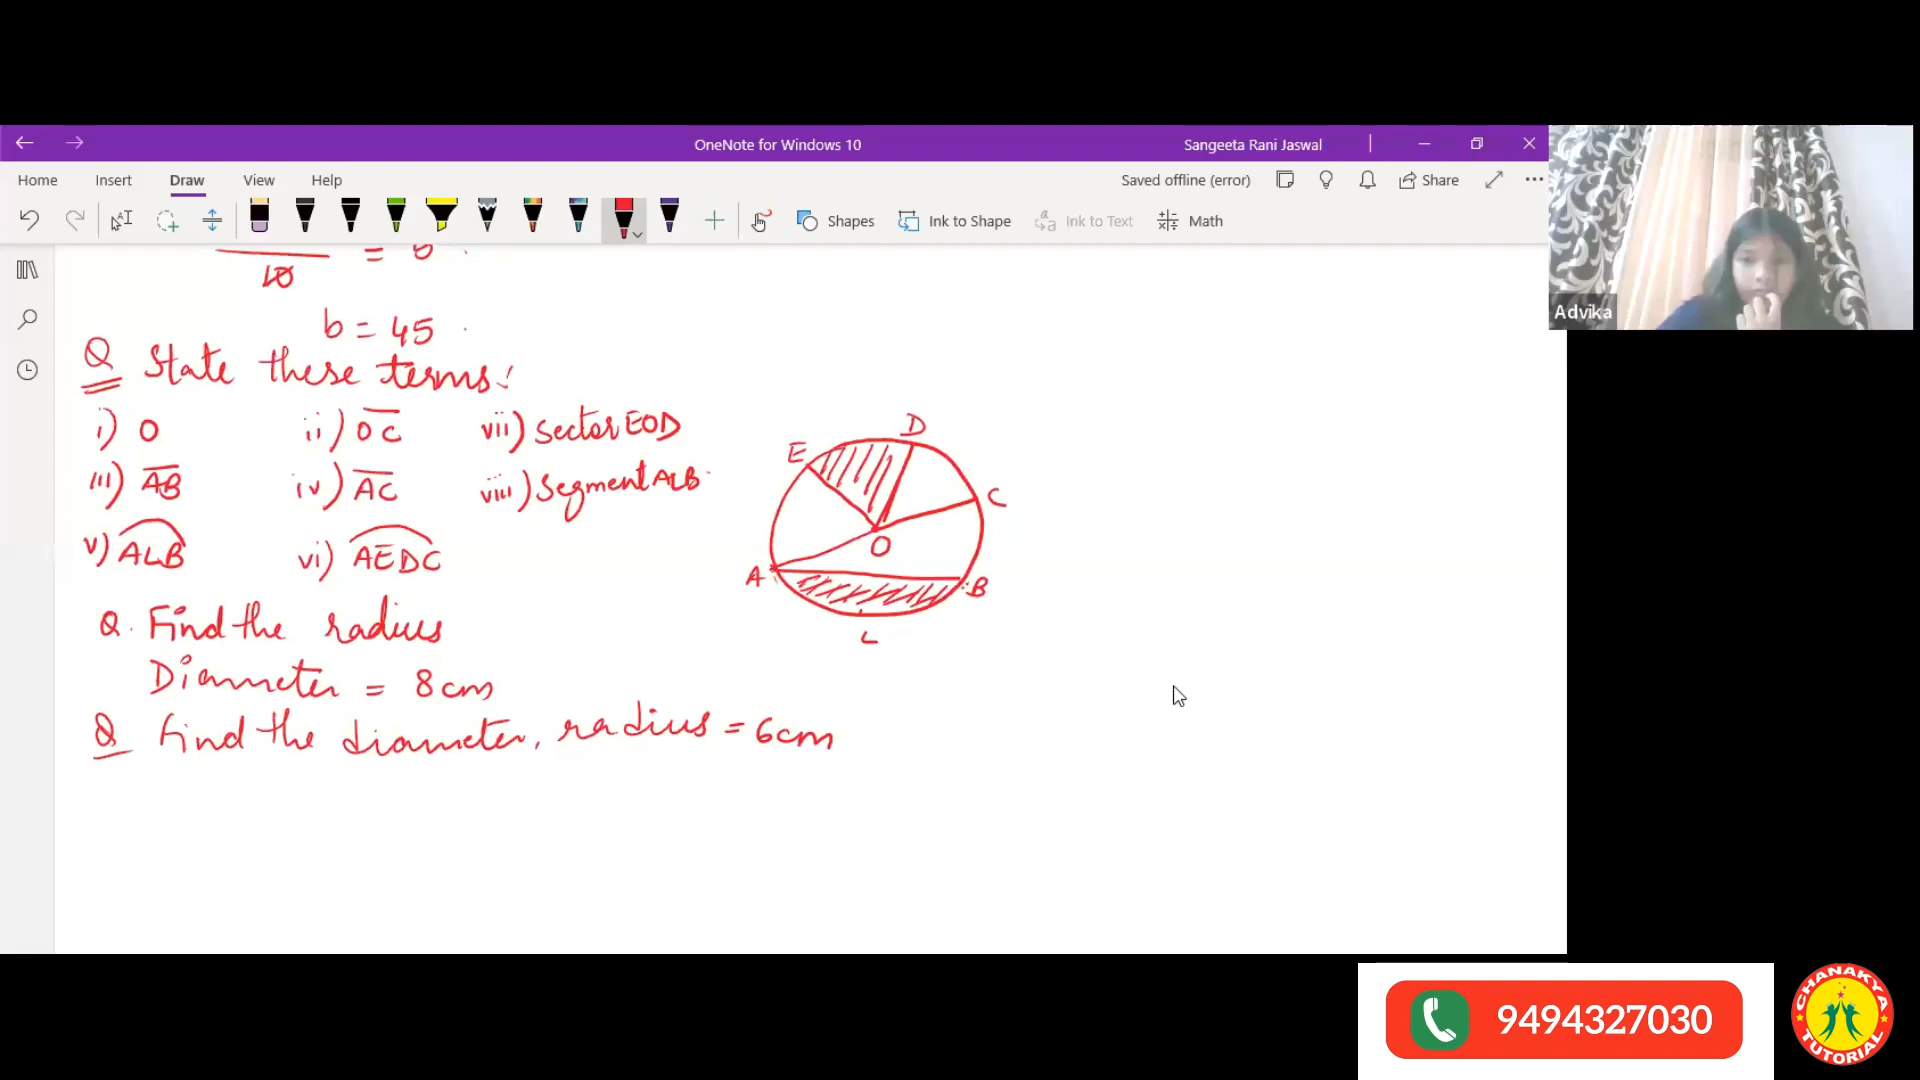 OneNote for Windows 10
Sangeeta Rani Jaswal
Home Insert Draw View Help
Saved offline (error) Share
Shapes Ink to Shape Ink to Text Math
Advika
10 =
b = 45
Q State these terms:
i) O ii) OC vii) Sector EOD
iii) AB iv) AC viii) Segment ALB
v) ALB vi) AEDC
E D C O A B L
Q. Find the radius
Diameter = 8cm
Q Find the diameter, radius = 6cm
9494327030
CHANAKYA TUTORIAL